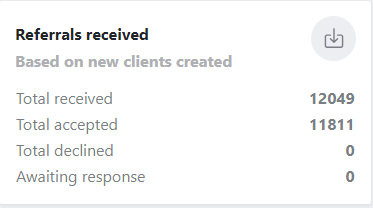 Referrals received
Based on new clients created
Total received 12049
Total accepted 11811
Total declined 0
Awaiting response 0